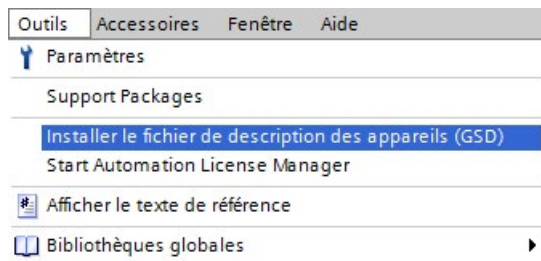 Outils Accessoires Fenêtre Aide
Paramètres
Support Packages
Installer le fichier de description des appareils (GSD)
Start Automation License Manager
Afficher le texte de référence
Bibliothèques globales